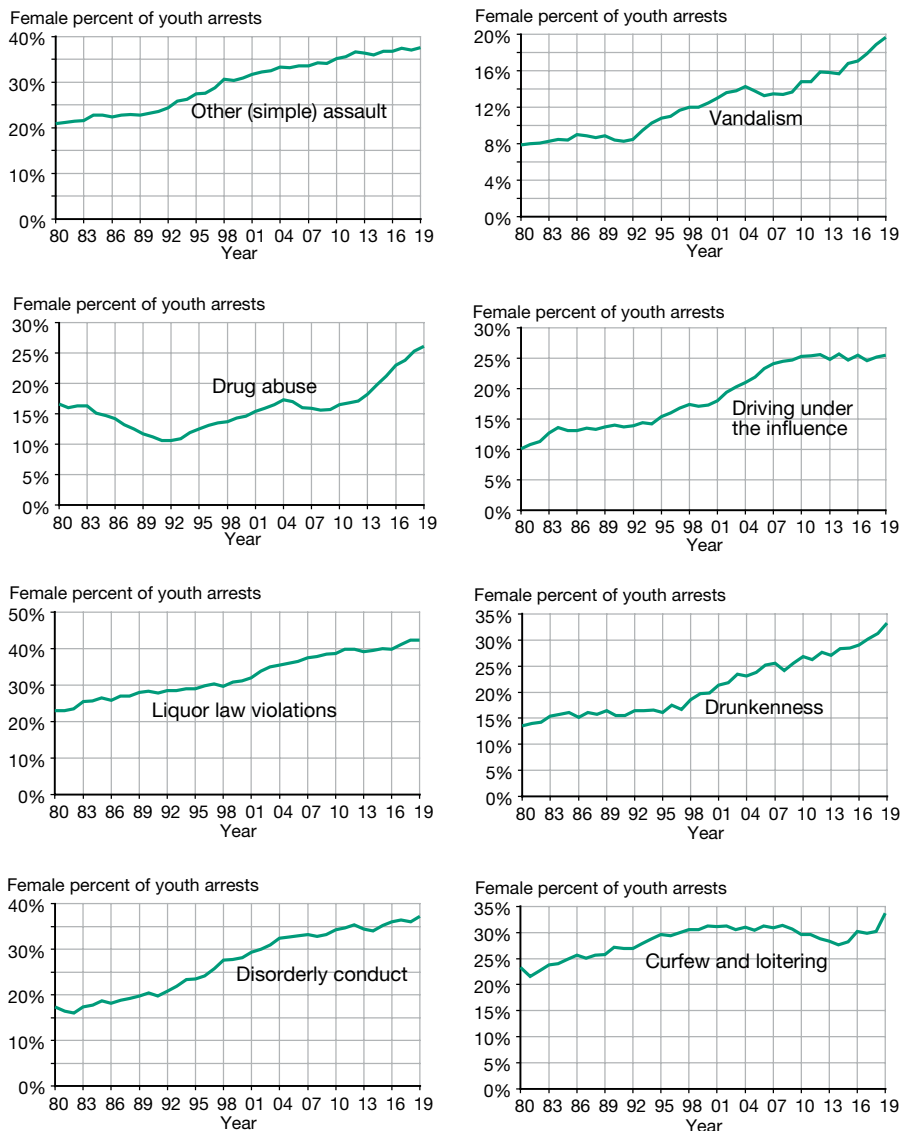 Female percent of youth arrests
40%
30%
20%
10%
0%
Other (simple) assault
80 83 86 89 92 95 98 01 04 07 10 13 16 19
Year
Female percent of youth arrests
20%
16%
12%
8%
4%
0%
Vandalism
80 83 86 89 92 95 98 01 04 07 10 13 16 19
Year
Female percent of youth arrests
30%
25%
20%
15%
10%
5%
0%
Drug abuse
80 83 86 89 92 95 98 01 04 07 10 13 16 19
Year
Female percent of youth arrests
30%
25%
20%
15%
10%
5%
0%
Driving under
the influence
80 83 86 89 92 95 98 01 04 07 10 13 16 19
Year
Female percent of youth arrests
50%
40%
30%
20%
10%
0%
Liquor law violations
80 83 86 89 92 95 98 01 04 07 10 13 16 19
Year
Female percent of youth arrests
35%
30%
25%
20%
15%
10%
5%
0%
Drunkenness
80 83 86 89 92 95 98 01 04 07 10 13 16 19
Year
Female percent of youth arrests
40%
30%
20%
10%
0%
Disorderly conduct
80 83 86 89 92 95 98 01 04 07 10 13 16 19
Year
Female percent of youth arrests
35%
30%
25%
20%
15%
10%
5%
0%
Curfew and loitering
80 83 86 89 92 95 98 01 04 07 10 13 16 19
Year